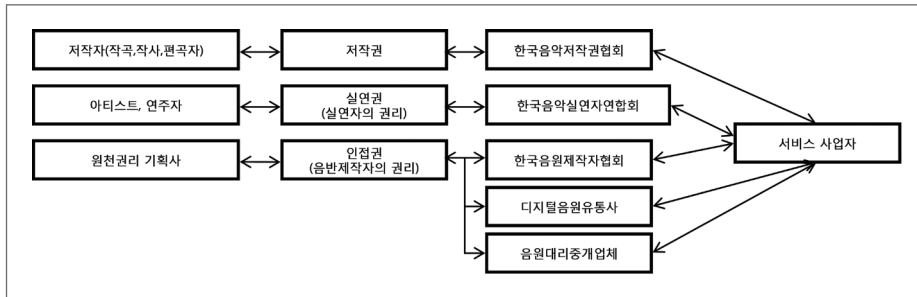 저작자(작곡,작사,편곡자)
저작권
한국음악저작권협회
아티스트, 연주자
실연권
(실연자의 권리)
한국음악실연자연합회
서비스 사업자
원천권리 기획사
인접권
(음반제작자의 권리)
한국음원제작자협회
디지털음원유통사
음원대리중개업체